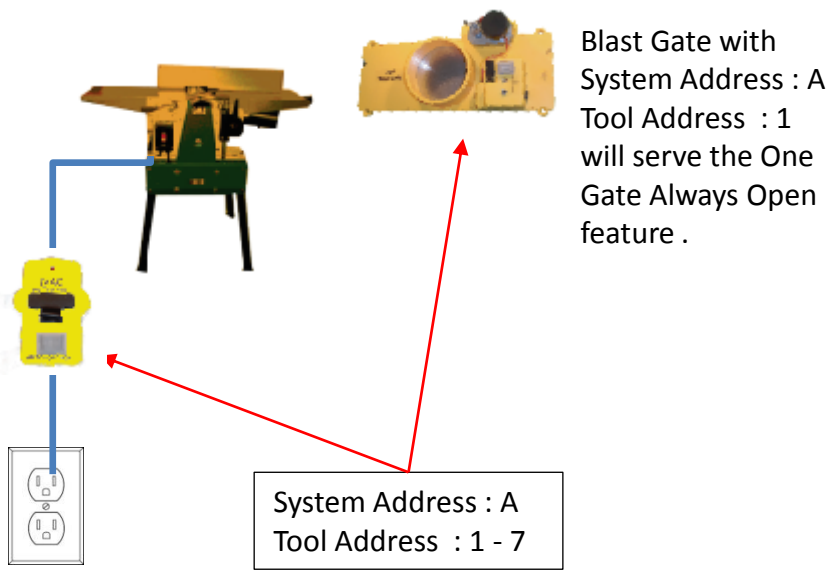 Blast Gate with
System Address : A
Tool Address : 1
will serve the One
Gate Always Open
feature .
iVAC
System Address : A
Tool Address : 1 - 7